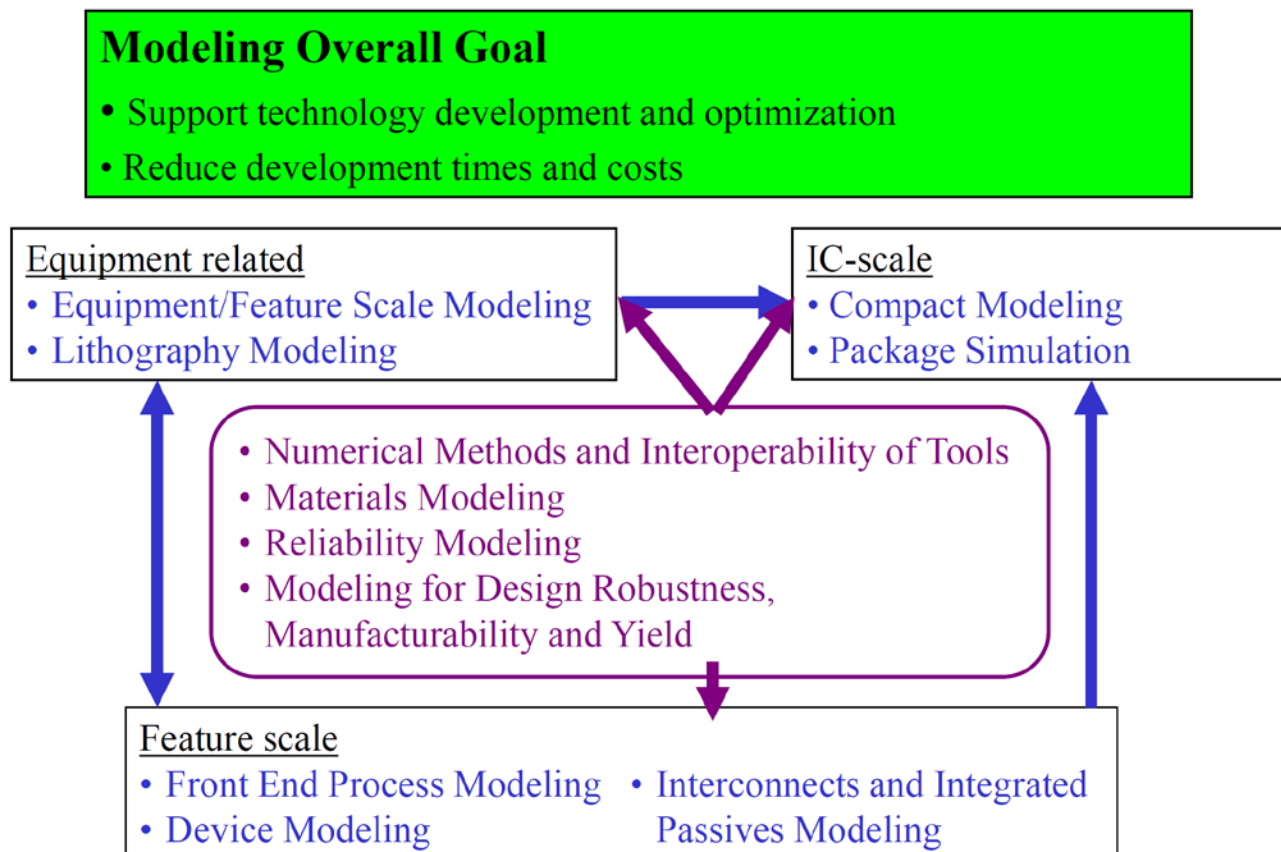 Modeling Overall Goal
• Support technology development and optimization
• Reduce development times and costs
Equipment related
• Equipment/Feature Scale Modeling
• Lithography Modeling
IC-scale
• Compact Modeling
• Package Simulation
• Numerical Methods and Interoperability of Tools
• Materials Modeling
• Reliability Modeling
• Modeling for Design Robustness,
Manufacturability and Yield
Feature scale
• Front End Process Modeling
• Device Modeling
• Interconnects and Integrated
Passives Modeling